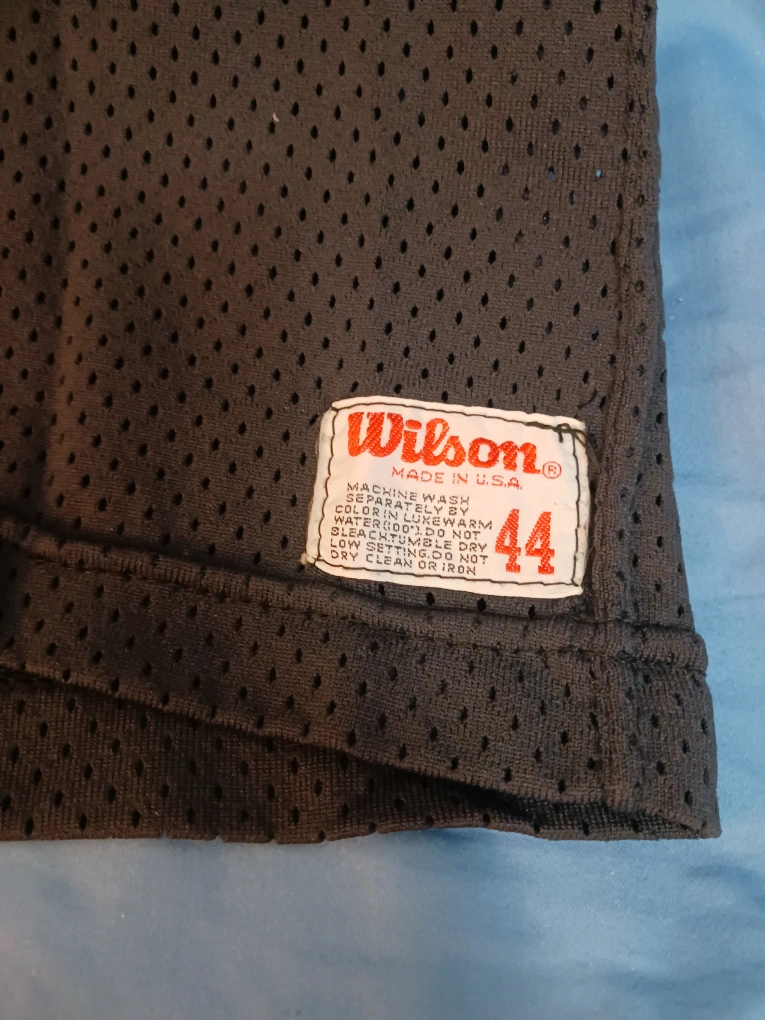 Wilson®
MADE IN U.S.A.
MACHINE WASH
SEPARATELY BY
COLOR IN LUKEWARM
WATER(100°).DO NOT
BLEACH.TUMBLE DRY
LOW SETTING.DO NOT
DRY CLEAN OR IRON
44